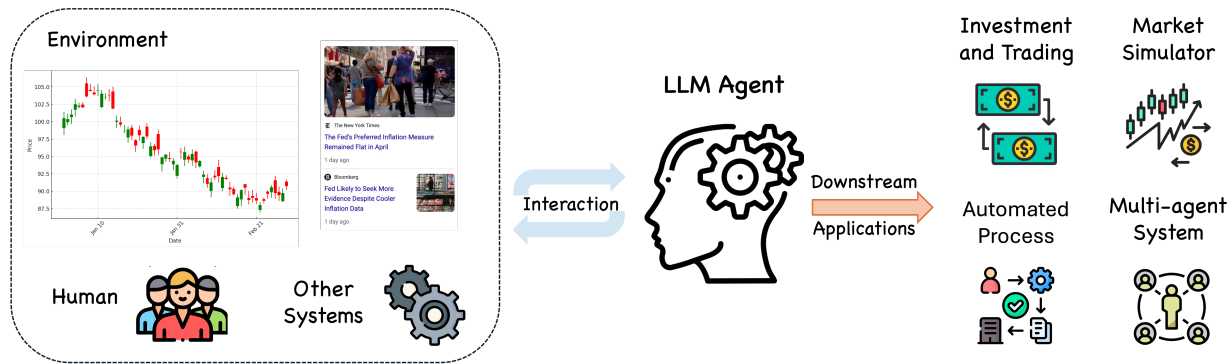 Environment
105.0
102.5
100.0
97.5
95.0
92.5
90.0
87.5
Price
Jan 10
Jan 31
Feb 21
Date
The New York Times
The Fed's Preferred Inflation Measure
Remained Flat in April
1 day ago
Bloomberg
Fed Likely to Seek More
Evidence Despite Cooler
Inflation Data
1 day ago
Human
Other
Systems
Interaction
LLM Agent
Downstream
Applications
Investment
and Trading
Market
Simulator
Automated
Process
Multi-agent
System